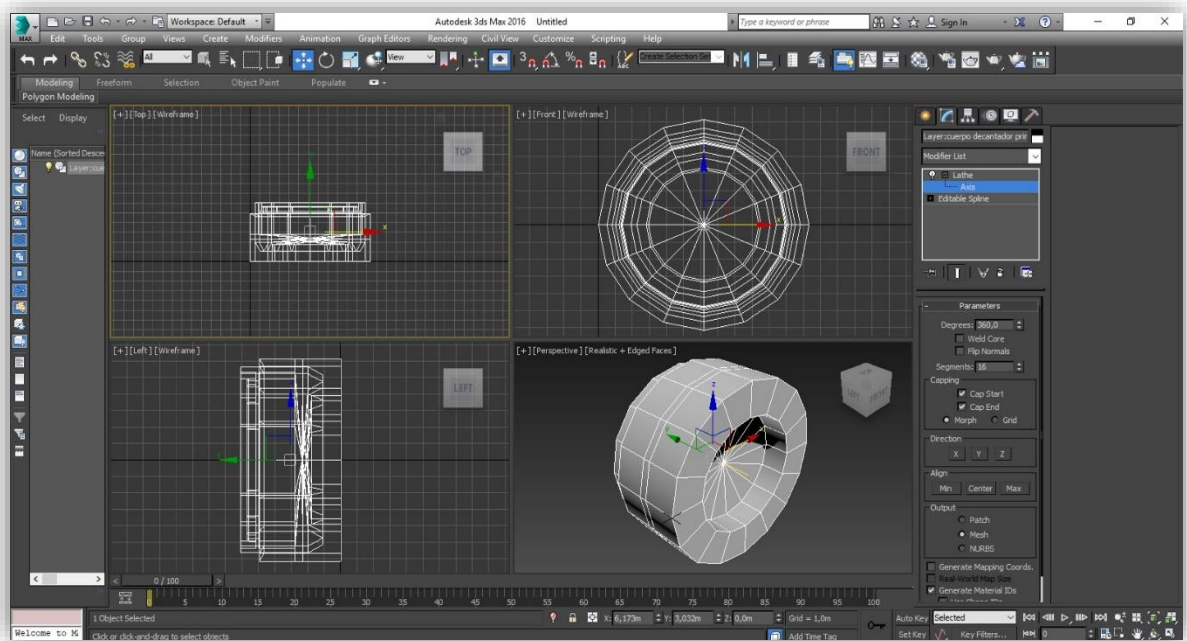 Workspace: Default
Autodesk 3ds Max 2016 Untitled
Type a keyword or phrase
Sign In
MAX
Edit Tools Group Views Create Modifiers Animation Graph Editors Rendering Civil View Customize Scripting Help
All
View
Create Selection Se
Modeling Freeform Selection Object Paint Populate
Polygon Modeling
Select Display
Name (Sorted Desce
Layer:cue
[+] [Top] [Wireframe]
TOP
[+] [Front] [Wireframe]
FRONT
[+] [Left] [Wireframe]
LEFT
[+] [Perspective] [Realistic + Edged Faces]
LEFT FRONT
Layer:cuerpo decantador prir
Modifier List
Lathe
Axis
Editable Spline
- Parameters
Degrees: 360,0
Weld Core
Flip Normals
Segments: 16
Capping
Cap Start
Cap End
Morph Grid
Direction
X Y Z
Align
Min Center Max
Output
Patch
Mesh
NURBS
Generate Mapping Coords.
Real-World Map Size
Generate Material IDs
0 / 100
0 5 10 15 20 25 30 35 40 45 50 55 60 65 70 75 80 85 90 95 100
1 Object Selected
X: 6,173m Y: 3,032m Z: 0,0m Grid = 1,0m
Auto Key Selected
Welcome to M
Click or click-and-drag to select objects
Add Time Tag
Set Key Key Filters... 0